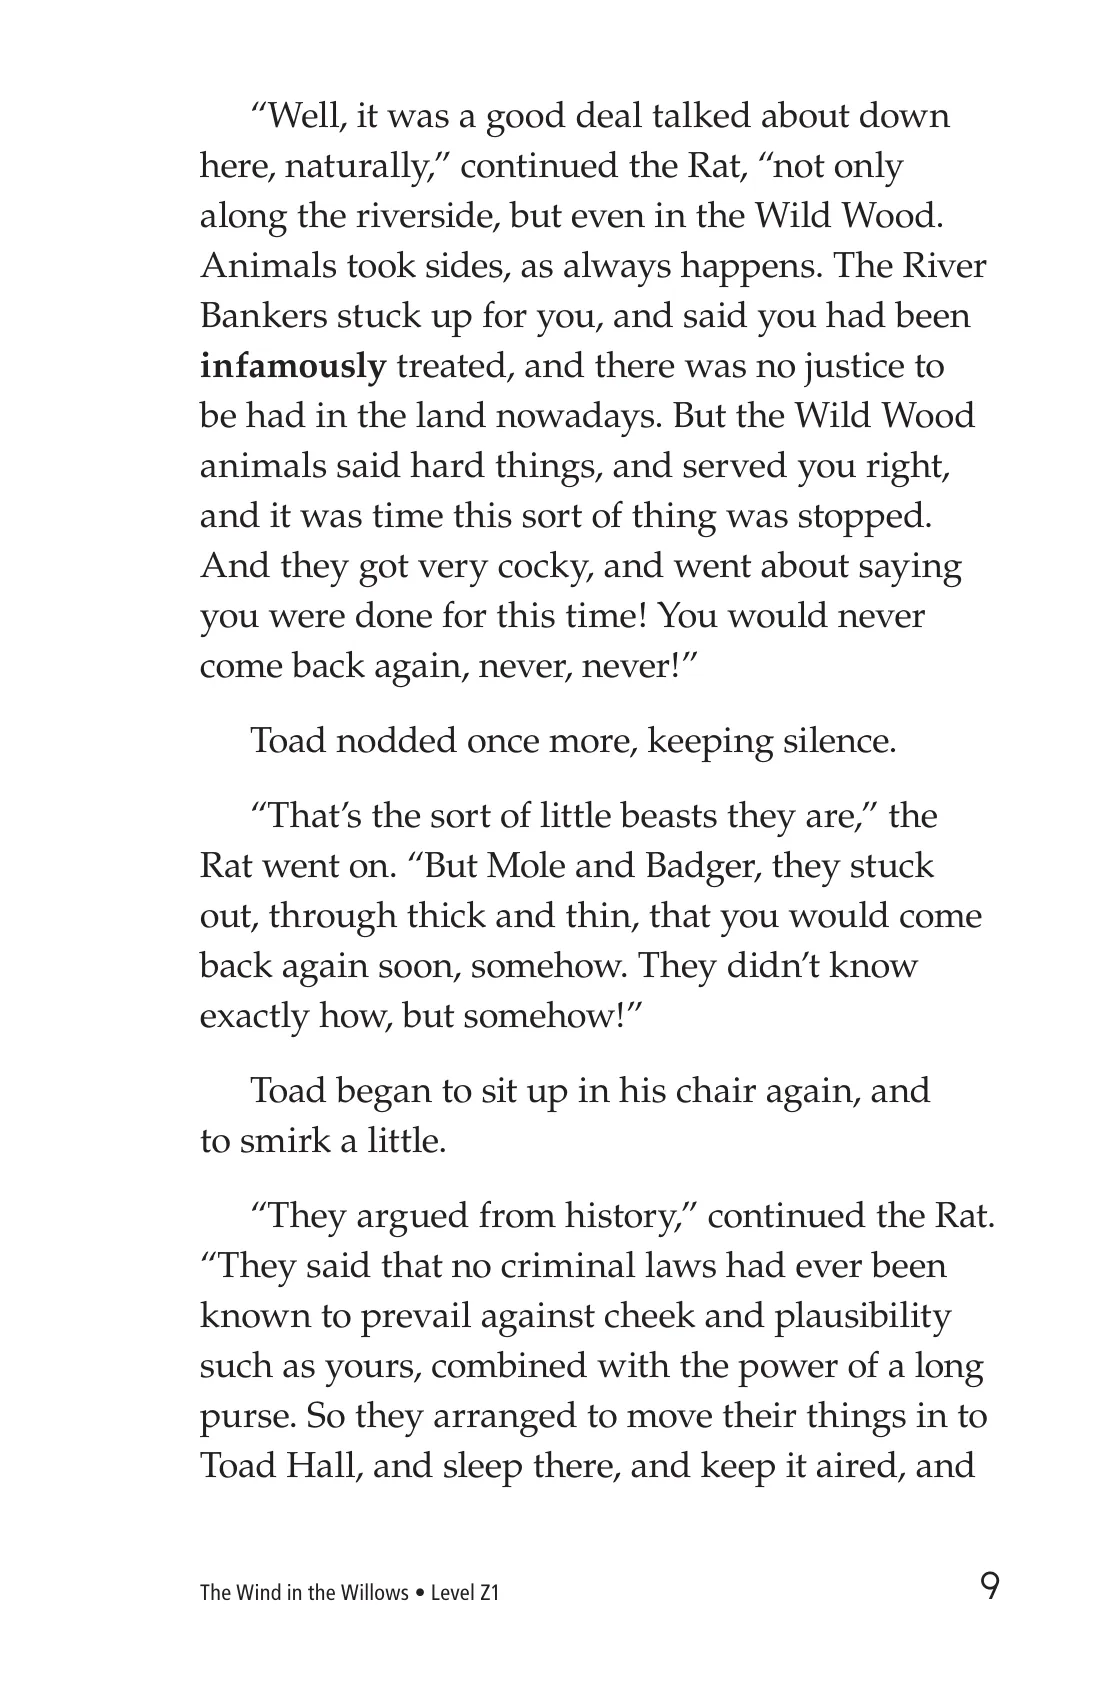 “Well, it was a good deal talked about down
here, naturally,” continued the Rat, “not only
along the riverside, but even in the Wild Wood.
Animals took sides, as always happens. The River
Bankers stuck up for you, and said you had been
infamously treated, and there was no justice to
be had in the land nowadays. But the Wild Wood
animals said hard things, and served you right,
and it was time this sort of thing was stopped.
And they got very cocky, and went about saying
you were done for this time! You would never
come back again, never, never!”
Toad nodded once more, keeping silence.
“That’s the sort of little beasts they are,” the
Rat went on. “But Mole and Badger, they stuck
out, through thick and thin, that you would come
back again soon, somehow. They didn’t know
exactly how, but somehow!”
Toad began to sit up in his chair again, and
to smirk a little.
“They argued from history,” continued the Rat.
“They said that no criminal laws had ever been
known to prevail against cheek and plausibility
such as yours, combined with the power of a long
purse. So they arranged to move their things in to
Toad Hall, and sleep there, and keep it aired, and
The Wind in the Willows • Level Z1
9